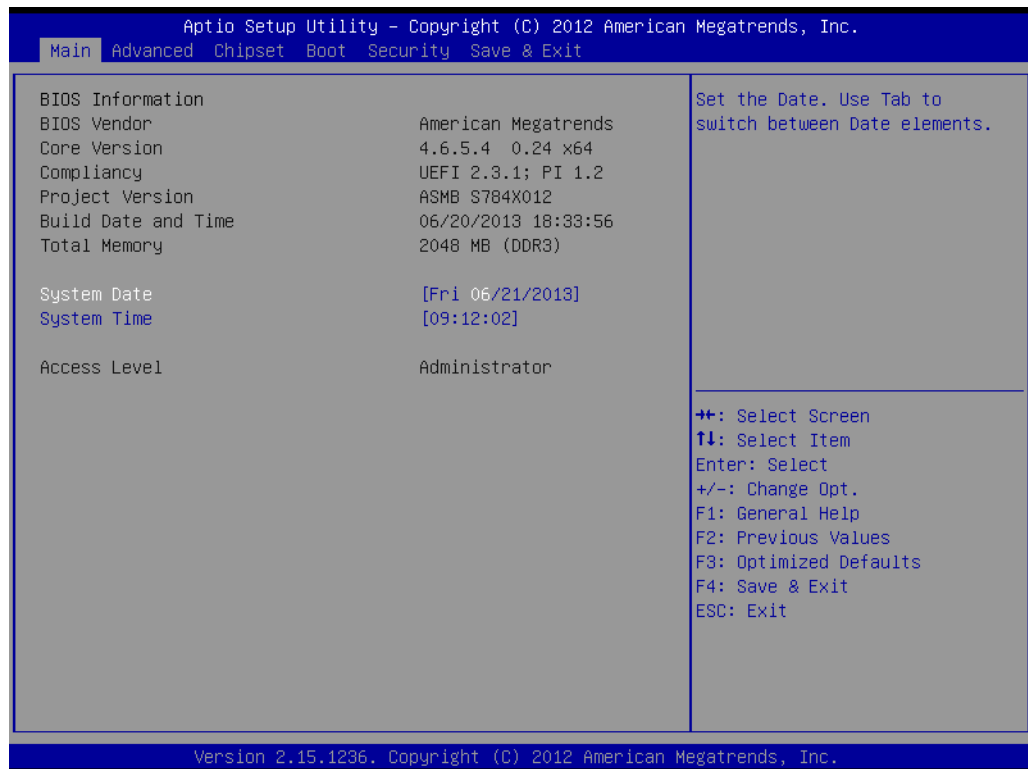 Aptio Setup Utility – Copyright (C) 2012 American Megatrends, Inc.
Main Advanced Chipset Boot Security Save & Exit
BIOS Information
BIOS Vendor American Megatrends
Core Version 4.6.5.4 0.24 x64
Compliancy UEFI 2.3.1; PI 1.2
Project Version ASMB S784X012
Build Date and Time 06/20/2013 18:33:56
Total Memory 2048 MB (DDR3)
System Date [Fri 06/21/2013]
System Time [09:12:02]
Access Level Administrator
Set the Date. Use Tab to
switch between Date elements.
→←: Select Screen
↑↓: Select Item
Enter: Select
+/-: Change Opt.
F1: General Help
F2: Previous Values
F3: Optimized Defaults
F4: Save & Exit
ESC: Exit
Version 2.15.1236. Copyright (C) 2012 American Megatrends, Inc.